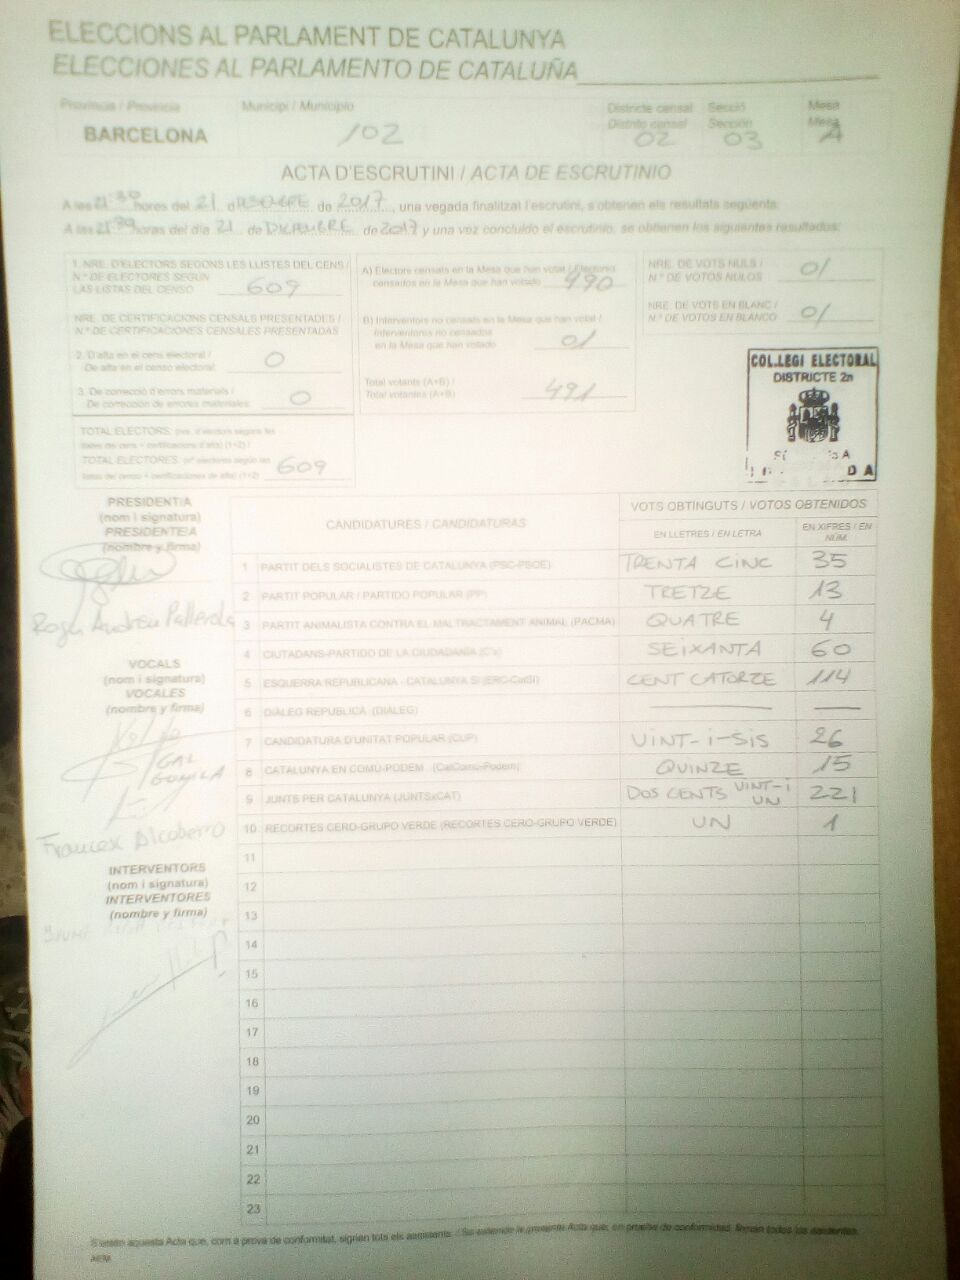 ELECCIONS AL PARLAMENT DE CATALUNYA
ELECCIONES AL PARLAMENTO DE CATALUÑA
Província / Provincia
Municipi / Municipio
Districte censal
Secció
Mesa
Distrito censal
Sección
Mesa
BARCELONA
102
02
03
A
ACTA D'ESCRUTINI / ACTA DE ESCRUTINIO
A les 21:30 hores del 21 de 2017, una vegada finalitzat l'escrutini, s'obtenen els resultats següents:
A las 21:30 horas del día 21 de DICIEMBRE de 2017 y una vez concluido el escrutinio, se obtienen los siguientes resultados:
1. NRE. D'ELECTORS SEGONS LES LLISTES DEL CENS /
N.º DE ELECTORES SEGÚN
LAS LISTAS DEL CENSO
609
NRE. DE CERTIFICACIONS CENSALS PRESENTADES /
N.º DE CERTIFICACIONES CENSALES PRESENTADAS
2. D'alta en el cens electoral /
De alta en el censo electoral:
0
3. De correcció d'errors materials /
De corrección de errores materiales:
0
TOTAL ELECTORS: (nre. d'electors segons les
llistes del cens + certificacions d'alta) (1+2) /
TOTAL ELECTORES: (nº electores según las
listas del censo + certificaciones de alta) (1+2)
609
A) Electors censats en la Mesa que han votat / Electores
censados en la Mesa que han votado
490
B) Interventors no censats en la Mesa que han votat /
Interventores no censados
en la Mesa que han votado
01
Total votants (A+B) /
Total votantes (A+B)
491
NRE. DE VOTS NULS /
N.º DE VOTOS NULOS
01
NRE. DE VOTS EN BLANC /
N.º DE VOTOS EN BLANCO
01
COL.LEGI ELECTORAL
DISTRICTE 2n
PRESIDENT/A
(nom i signatura)
PRESIDENTE/A
(nombre y firma)
Roger Andreu Pallerola
VOCALS
(nom i signatura)
VOCALES
(nombre y firma)
GAL
GOMILA
Francesc Alcoberro
INTERVENTORS
(nom i signatura)
INTERVENTORES
(nombre y firma)
CANDIDATURES / CANDIDATURAS
VOTS OBTINGUTS / VOTOS OBTENIDOS
EN LLETRES / EN LETRA
EN XIFRES / EN NÚM.
1 PARTIT DELS SOCIALISTES DE CATALUNYA (PSC-PSOE) TRENTA CINC 35
2 PARTIT POPULAR / PARTIDO POPULAR (PP) TRETZE 13
3 PARTIT ANIMALISTA CONTRA EL MALTRACTAMENT ANIMAL (PACMA) QUATRE 4
4 CIUTADANS-PARTIDO DE LA CIUDADANÍA (C's) SEIXANTA 60
5 ESQUERRA REPUBLICANA - CATALUNYA SÍ (ERC-CatSÍ) CENT CATORZE 114
6 DIÀLEG REPUBLICÀ (DIÀLEG)
7 CANDIDATURA D'UNITAT POPULAR (CUP) VINT-I-SIS 26
8 CATALUNYA EN COMÚ-PODEM (CatComú-Podem) QUINZE 15
9 JUNTS PER CATALUNYA (JUNTSxCAT) DOS CENTS VINT-I UN 221
10 RECORTES CERO-GRUPO VERDE (RECORTES CERO-GRUPO VERDE) UN 1
11
12
13
14
15
16
17
18
19
20
21
22
23
S'estén aquesta Acta que, com a prova de conformitat, signen tots els assistents. / Se extiende la presente Acta que, en prueba de conformidad, firman todos los asistentes.